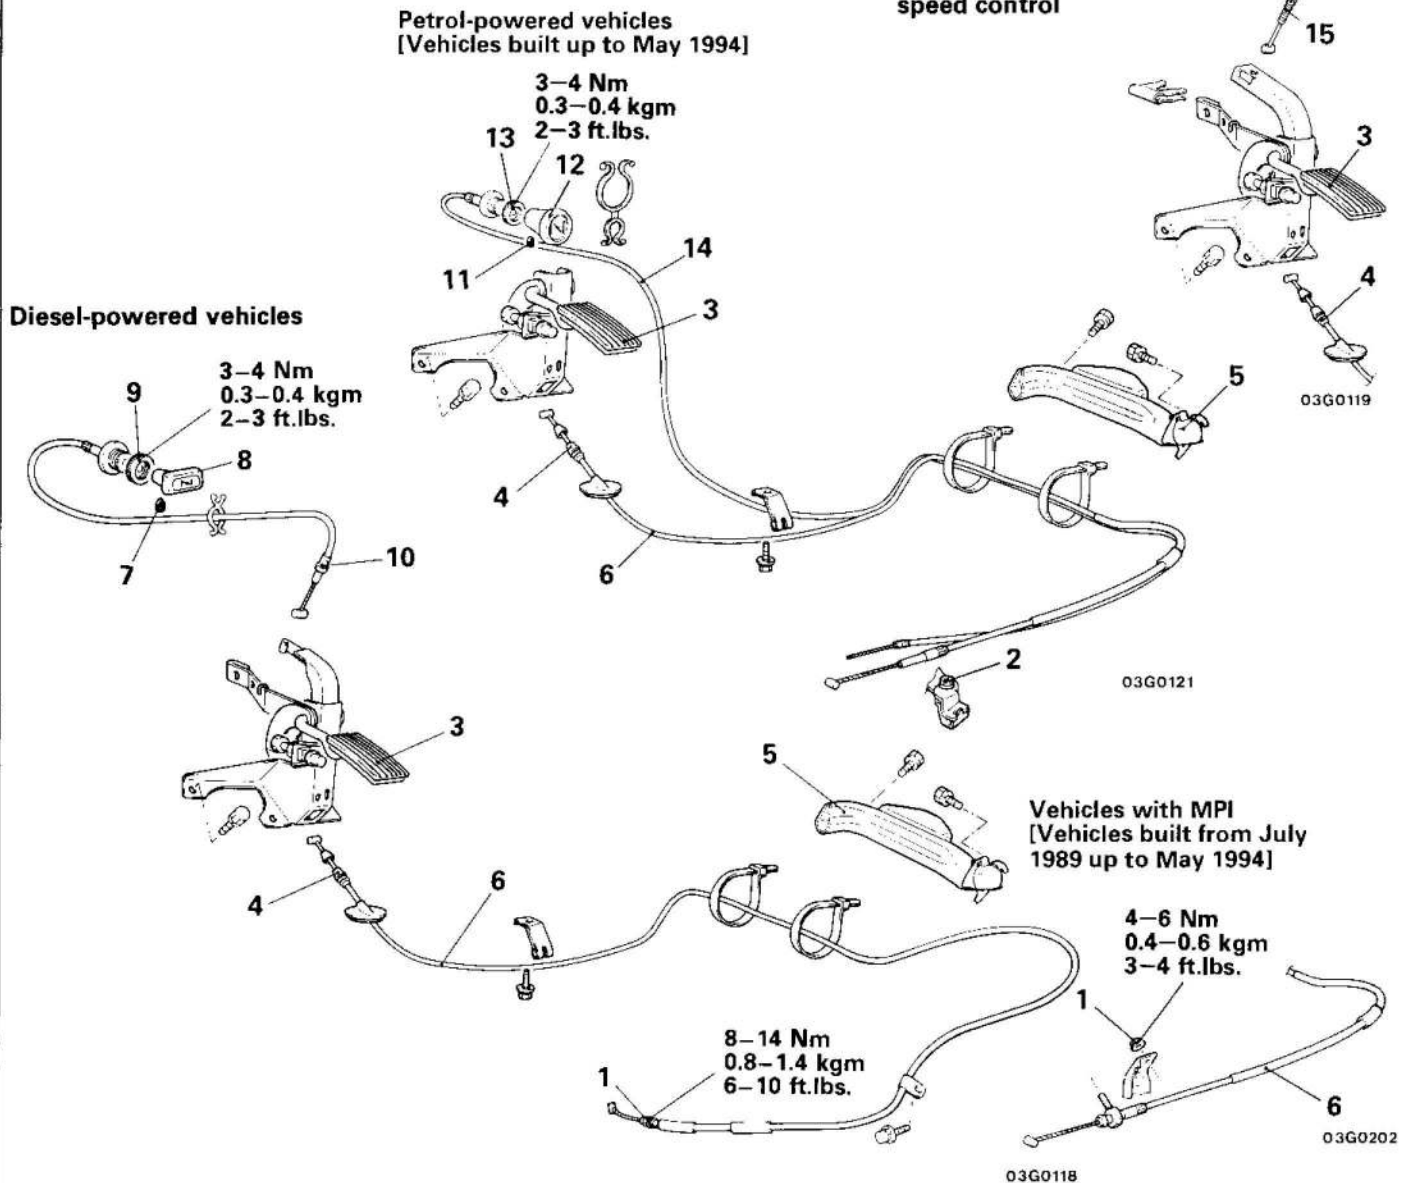 speed control
15
3
4
03G0119
Petrol-powered vehicles
[Vehicles built up to May 1994]
3–4 Nm
0.3–0.4 kgm
2–3 ft.lbs.
13
12
11
14
3
4
6
5
2
03G0121
Diesel-powered vehicles
3–4 Nm
0.3–0.4 kgm
2–3 ft.lbs.
9
8
7
10
3
4
6
5
8–14 Nm
0.8–1.4 kgm
6–10 ft.lbs.
1
03G0118
Vehicles with MPI
[Vehicles built from July
1989 up to May 1994]
4–6 Nm
0.4–0.6 kgm
3–4 ft.lbs.
1
6
03G0202